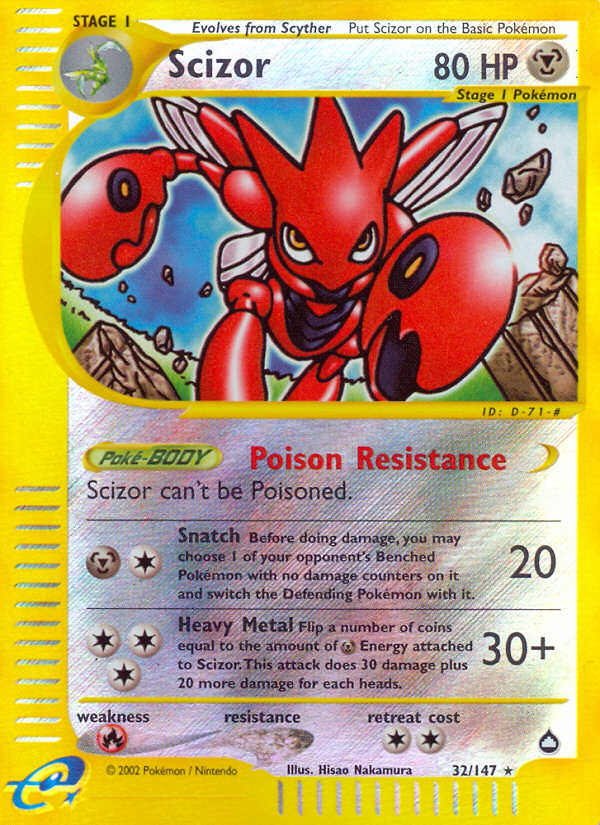 STAGE 1
Evolves from Scyther Put Scizor on the Basic Pokémon
Scizor 80 HP
Stage 1 Pokémon
ID: D-71-#
Poké-BODY Poison Resistance
Scizor can't be Poisoned.
Snatch Before doing damage, you may
choose 1 of your opponent's Benched
Pokémon with no damage counters on it
and switch the Defending Pokémon with it.
20
Heavy Metal Flip a number of coins
equal to the amount of Energy attached
to Scizor. This attack does 30 damage plus
20 more damage for each heads.
30+
weakness resistance retreat cost
© 2002 Pokémon / Nintendo Illus. Hisao Nakamura 32/147 ★
e